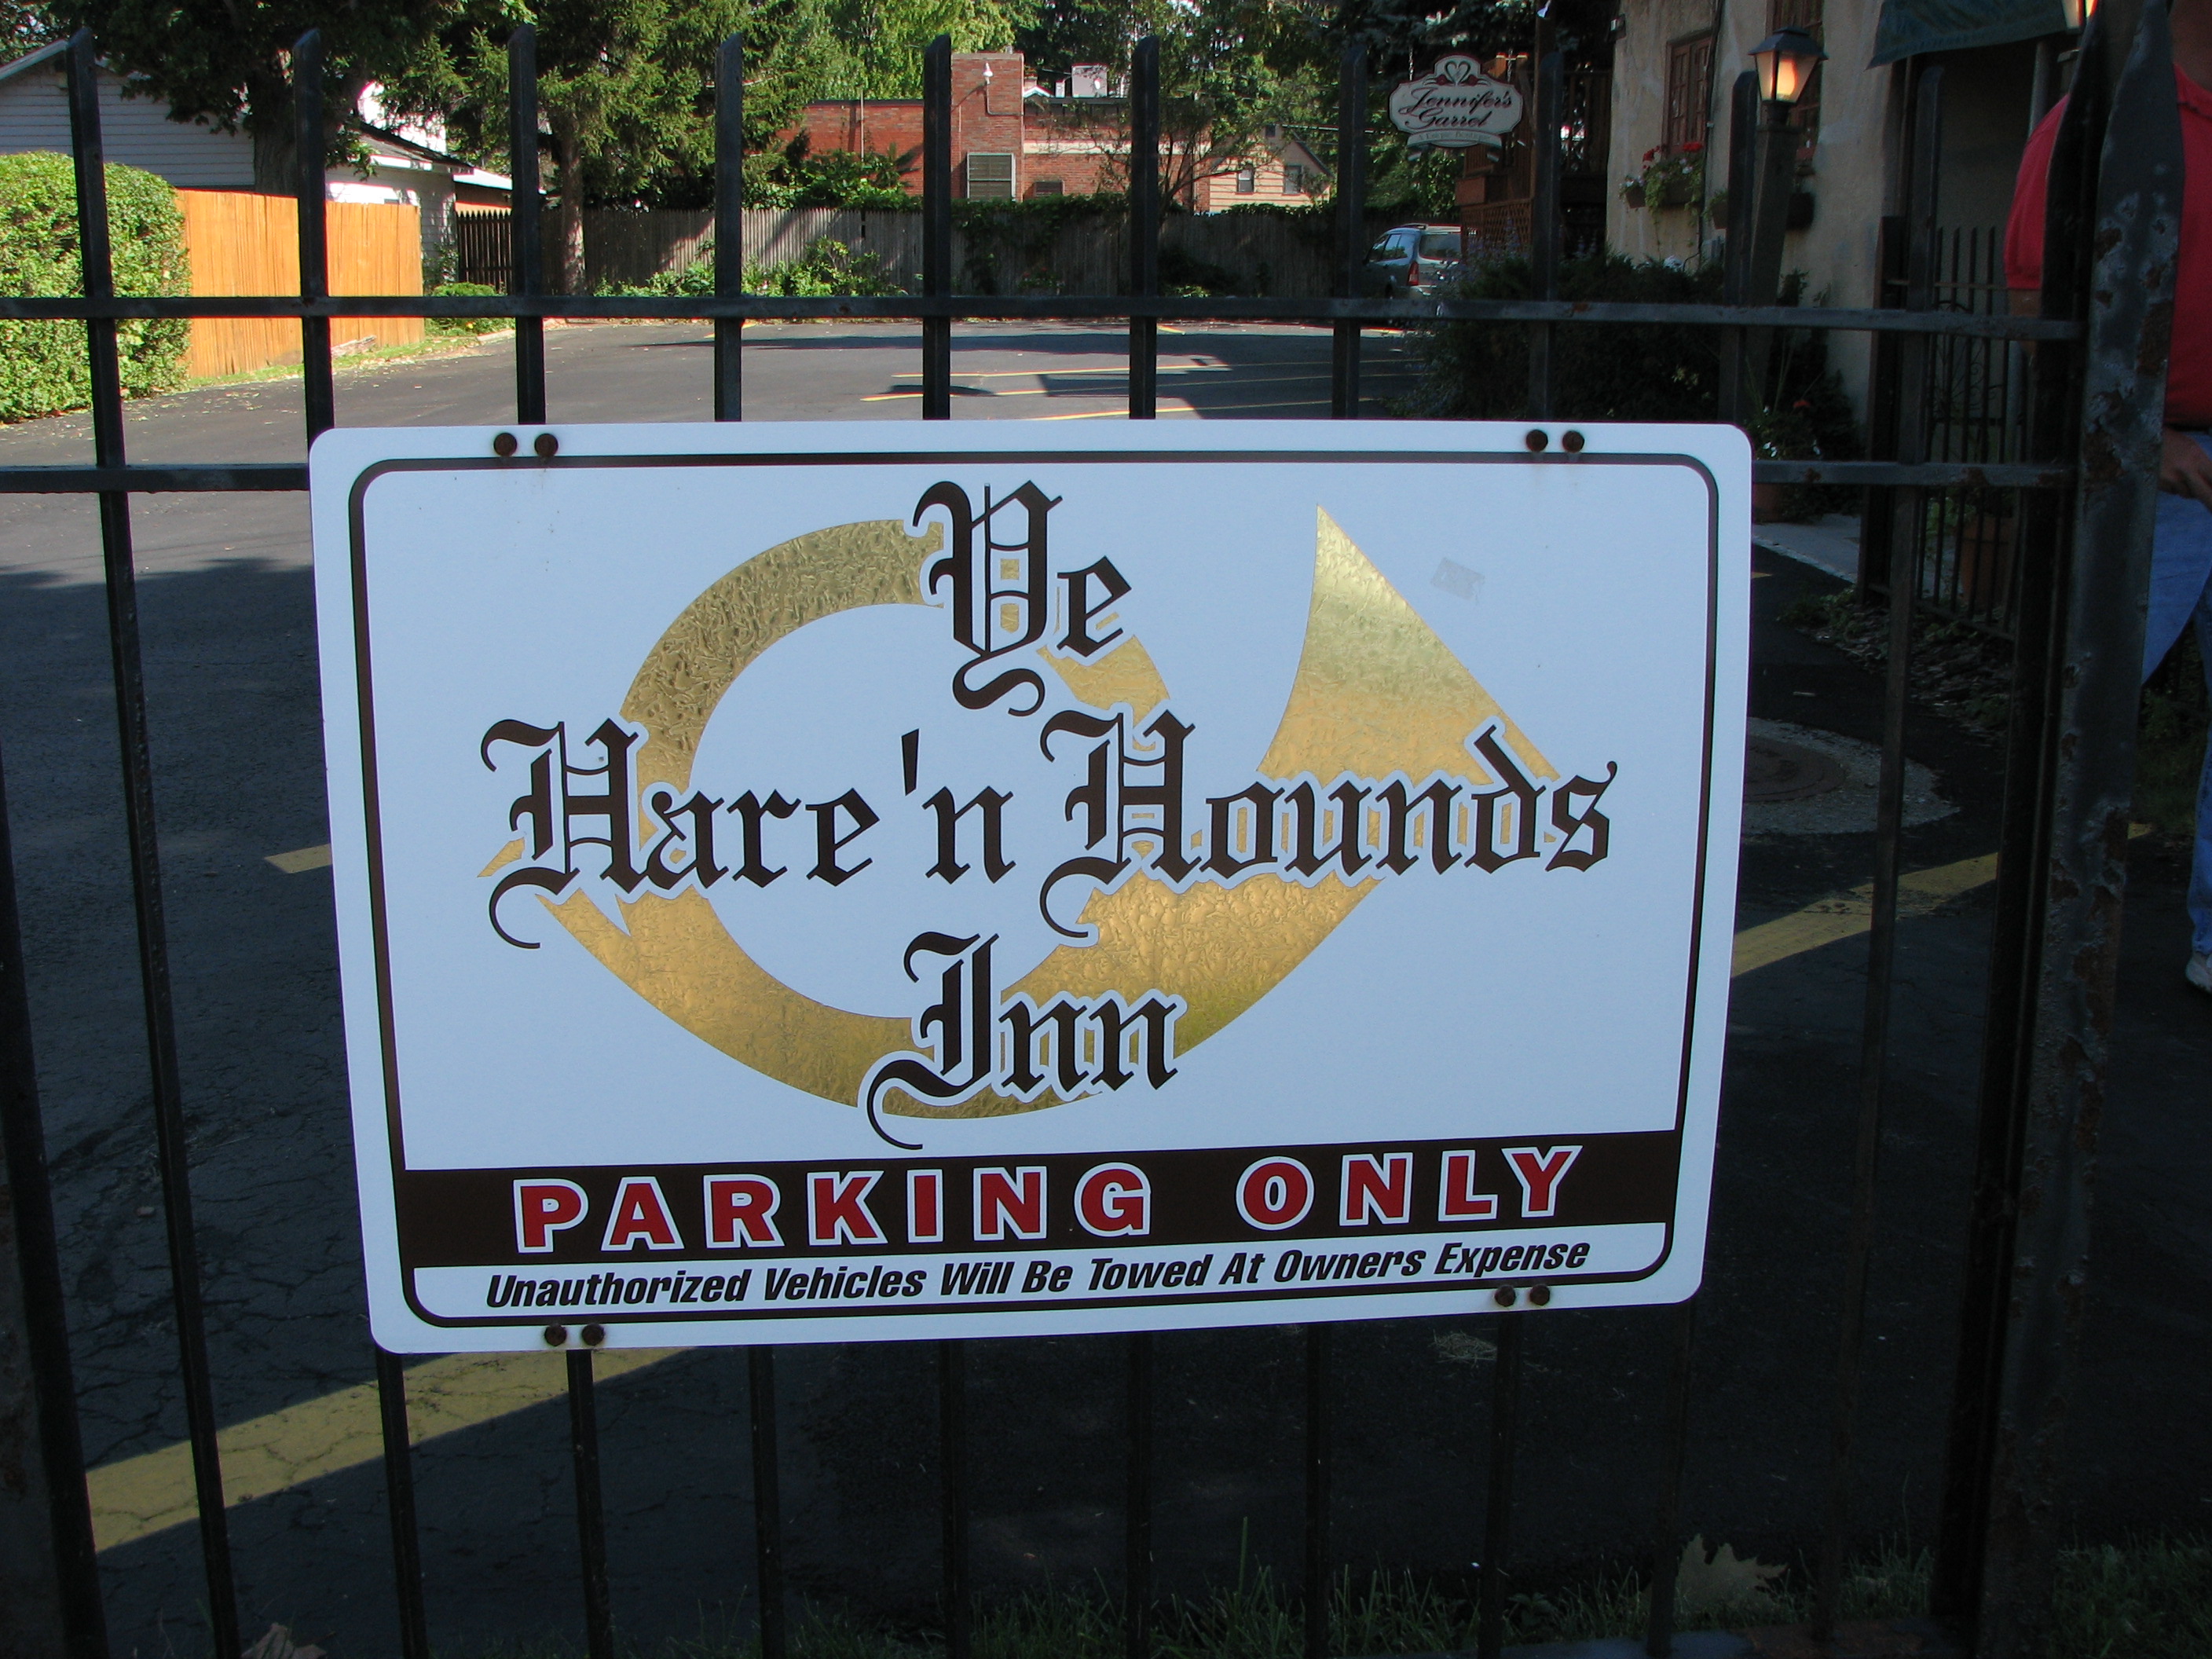 Jennifer's
Garret
Ye
Hare 'n Hounds
Inn
PARKING ONLY
Unauthorized Vehicles Will Be Towed At Owners Expense